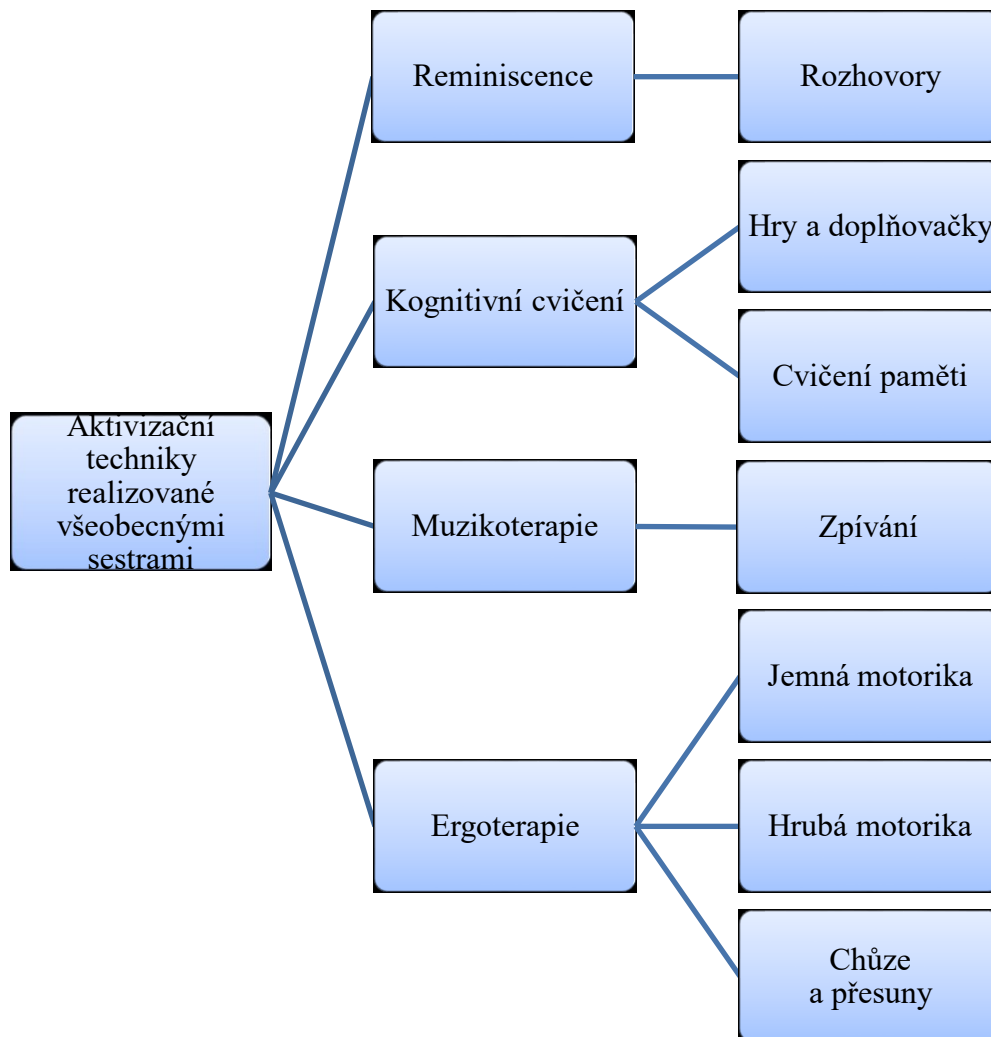 Reminiscence
Rozhovory
Hry a doplňovačky
Kognitivní cvičení
Cvičení paměti
Aktivizační
techniky
realizované
všeobecnými
sestrami
Muzikoterapie
Zpívání
Jemná motorika
Ergoterapie
Hrubá motorika
Chůze
a přesuny